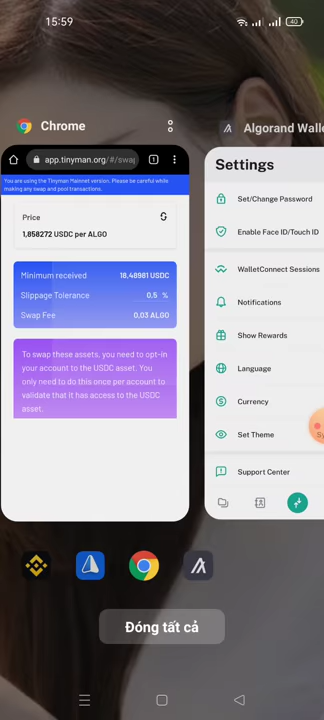 15:59
40
Chrome
Algorand Walle
app.tinyman.org/#/swap
1
You are using the Tinyman Mainnet version. Please be careful while
making any swap and pool transactions.
Price
1,858272 USDC per ALGO
Minimum received
18,48981 USDC
Slippage Tolerance
0,5 %
Swap Fee
0,03 ALGO
To swap these assets, you need to opt-in
your account to the USDC asset. You
only need to do this once per account to
validate that it has access to the USDC
asset.
Settings
Set/Change Password
Enable Face ID/Touch ID
WalletConnect Sessions
Notifications
Show Rewards
Language
Currency
Set Theme
Sy
Support Center
Đóng tất cả